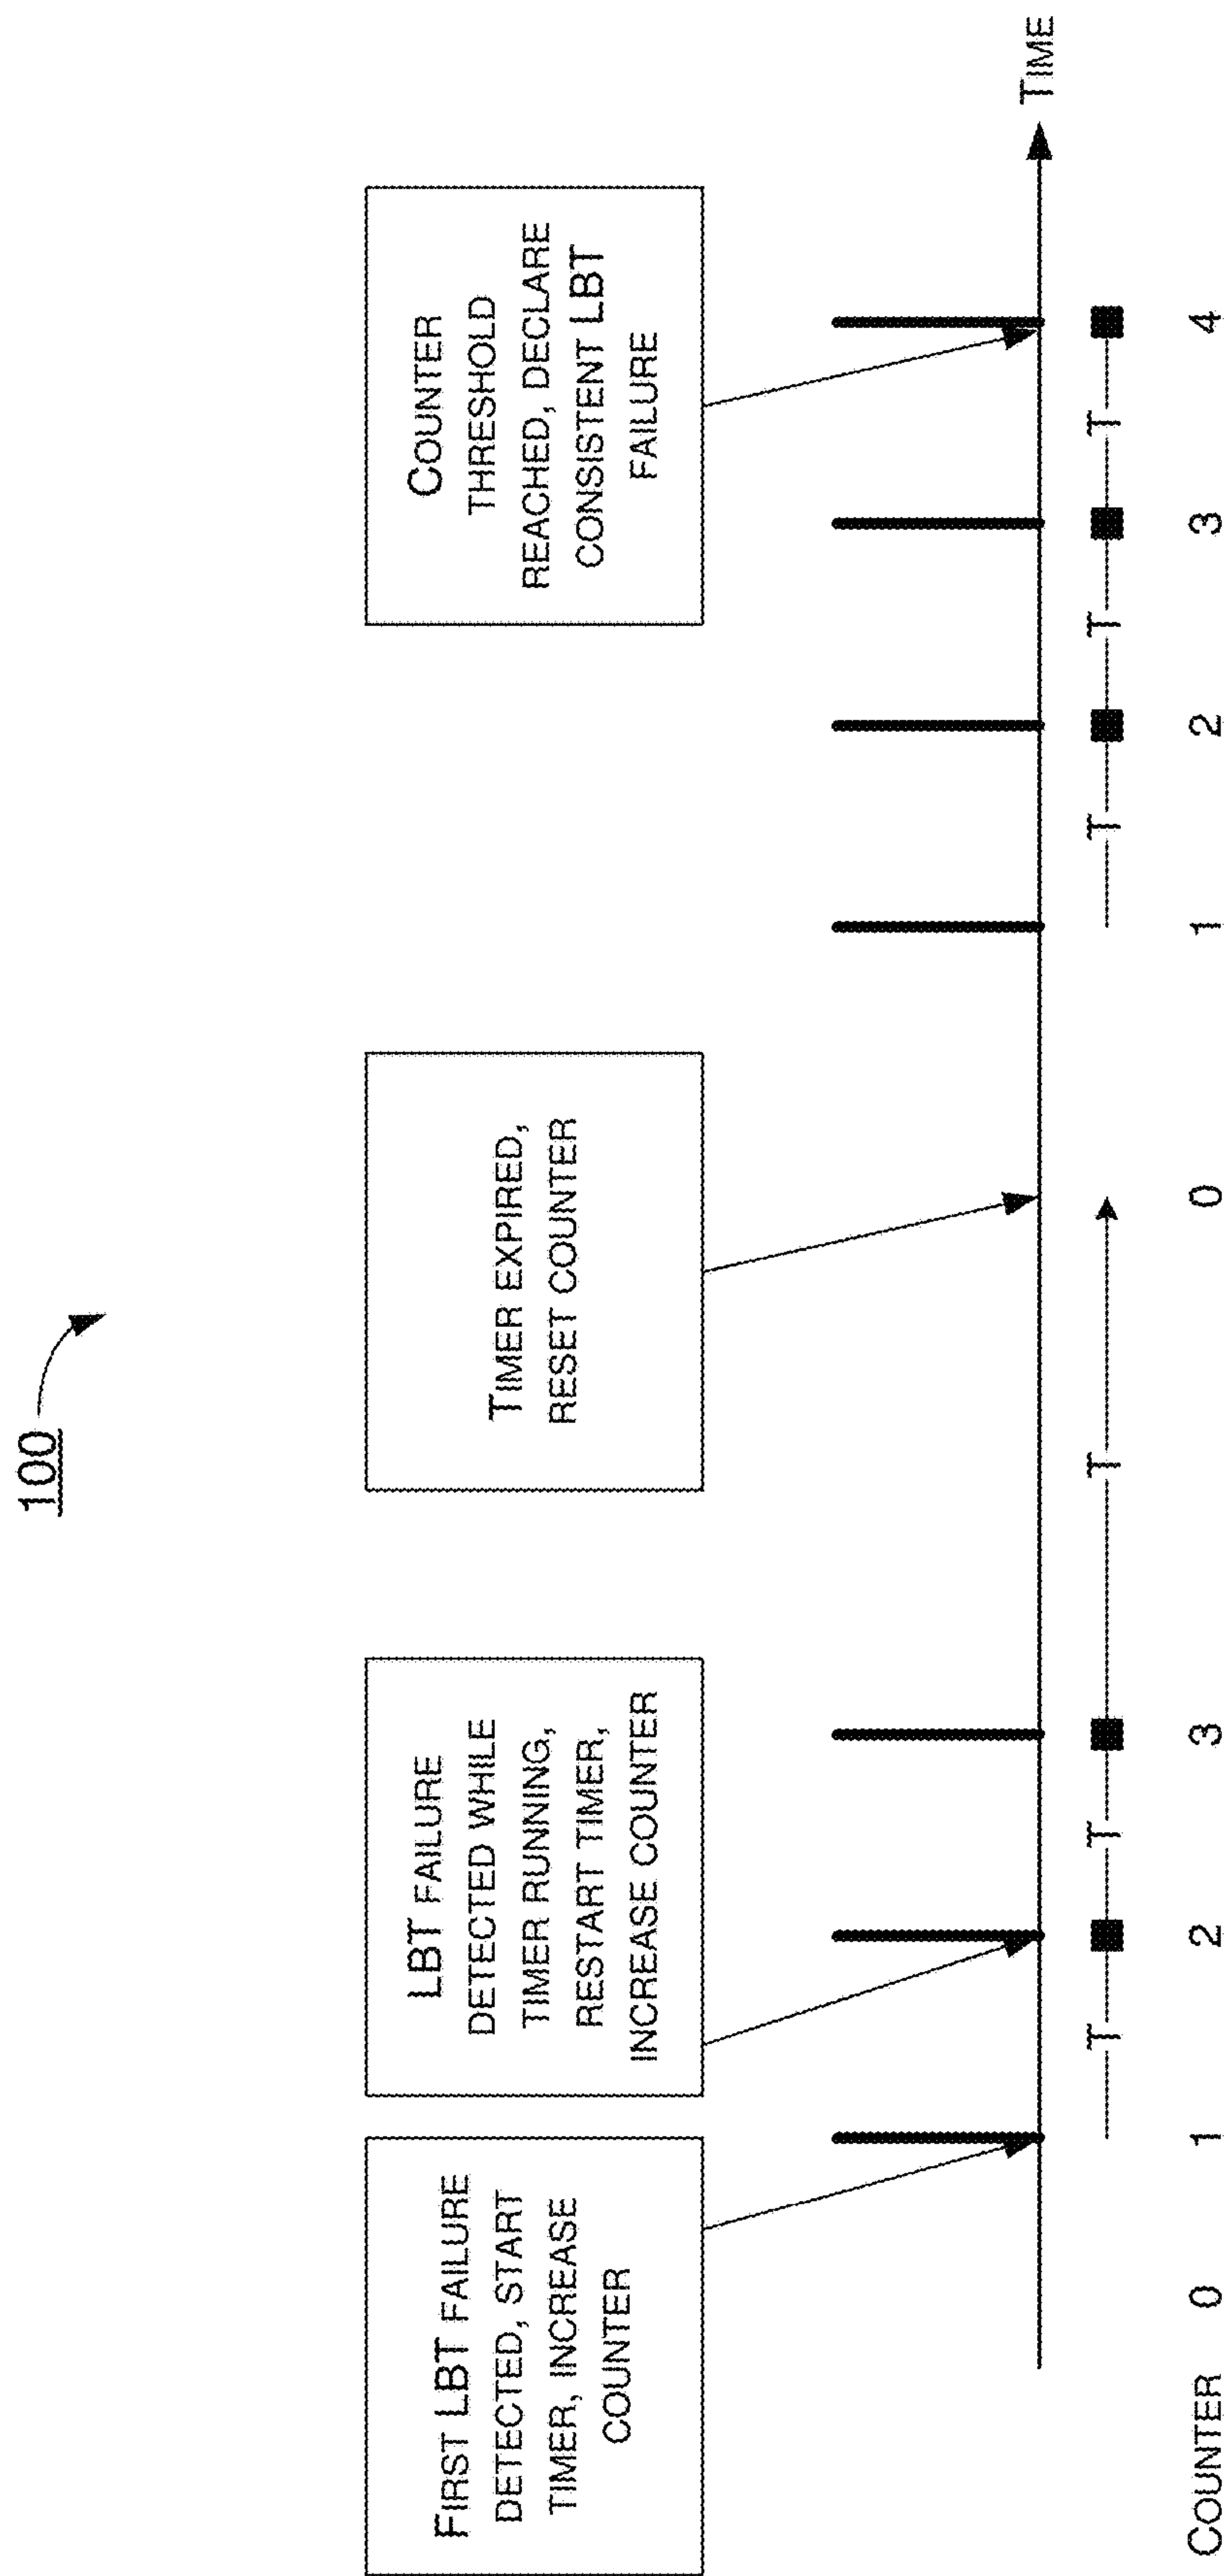 100
FIRST LBT FAILURE
DETECTED, START
TIMER, INCREASE
COUNTER
LBT FAILURE
DETECTED WHILE
TIMER RUNNING,
RESTART TIMER,
INCREASE COUNTER
TIMER EXPIRED,
RESET COUNTER
COUNTER
THRESHOLD
REACHED, DECLARE
CONSISTENT LBT
FAILURE
TIME
T T T T T T
COUNTER 0 1 2 3 0 1 2 3 4